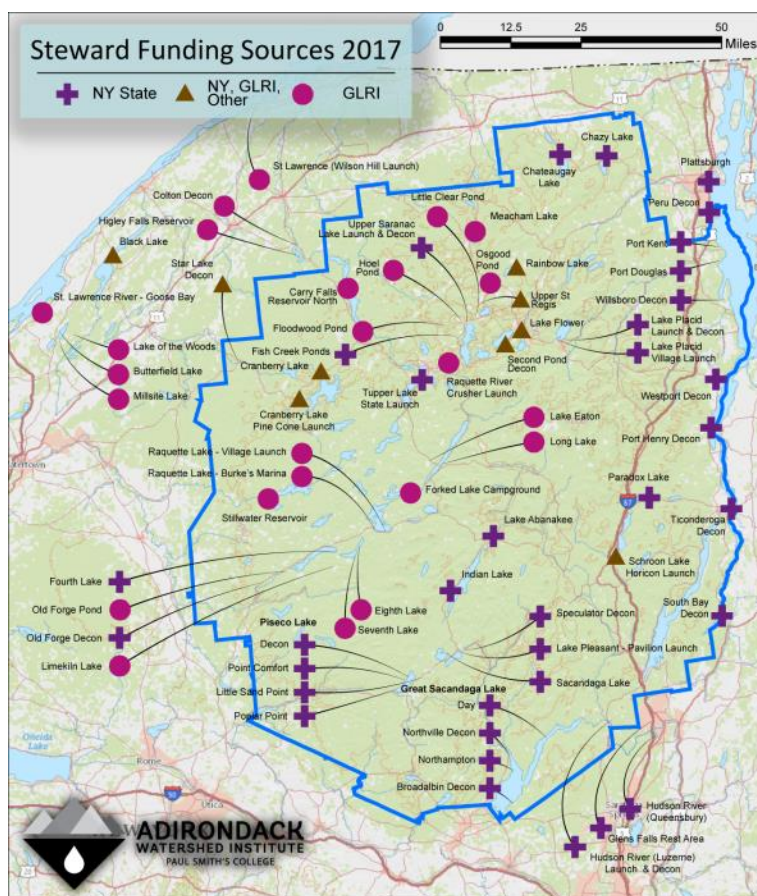 Steward Funding Sources 2017
NY State
NY, GLRI,
Other
GLRI
0
12.5
25
50
Miles
St Lawrence (Wilson Hill Launch)
Colton Decon
Higley Falls Reservoir
Black Lake
Star Lake
Decon
St. Lawrence River - Goose Bay
Lake of the Woods
Butterfield Lake
Millsite Lake
Chazy Lake
Chateaugay
Lake
Plattsburgh
Peru Decon
Port Kent
Port Douglas
Willsboro Decon
Little Clear Pond
Meacham Lake
Upper Saranac
Lake Launch & Decon
Hoel
Pond
Osgood
Pond
Rainbow Lake
Carry Falls
Reservoir North
Upper St
Regis
Floodwood Pond
Lake Flower
Lake Placid
Launch & Decon
Lake Placid
Village Launch
Fish Creek Ponds
Cranberry Lake
Second Pond
Decon
Raquette River
Crusher Launch
Tupper Lake
State Launch
Cranberry Lake
Pine Cone Launch
Westport Decon
Port Henry Decon
Lake Eaton
Long Lake
Raquette Lake - Village Launch
Raquette Lake - Burke's Marina
Stillwater Reservoir
Forked Lake Campground
Paradox Lake
Ticonderoga
Decon
Lake Abanakee
Schroon Lake
Horicon Launch
Indian Lake
South Bay
Decon
Fourth Lake
Old Forge Pond
Old Forge Decon
Limekiln Lake
Eighth Lake
Seventh Lake
Piseco Lake
Decon
Point Comfort
Little Sand Point
Poplar Point
Speculator Decon
Lake Pleasant - Pavilion Launch
Sacandaga Lake
Great Sacandaga Lake
Day
Northville Decon
Northampton
Broadalbin Decon
Oneida
Lake
Rome
Utica
Hudson River
(Queensbury)
Glens Falls Rest Area
Hudson River (Luzerne)
Launch & Decon
ADIRONDACK
WATERSHED INSTITUTE
PAUL SMITH'S COLLEGE